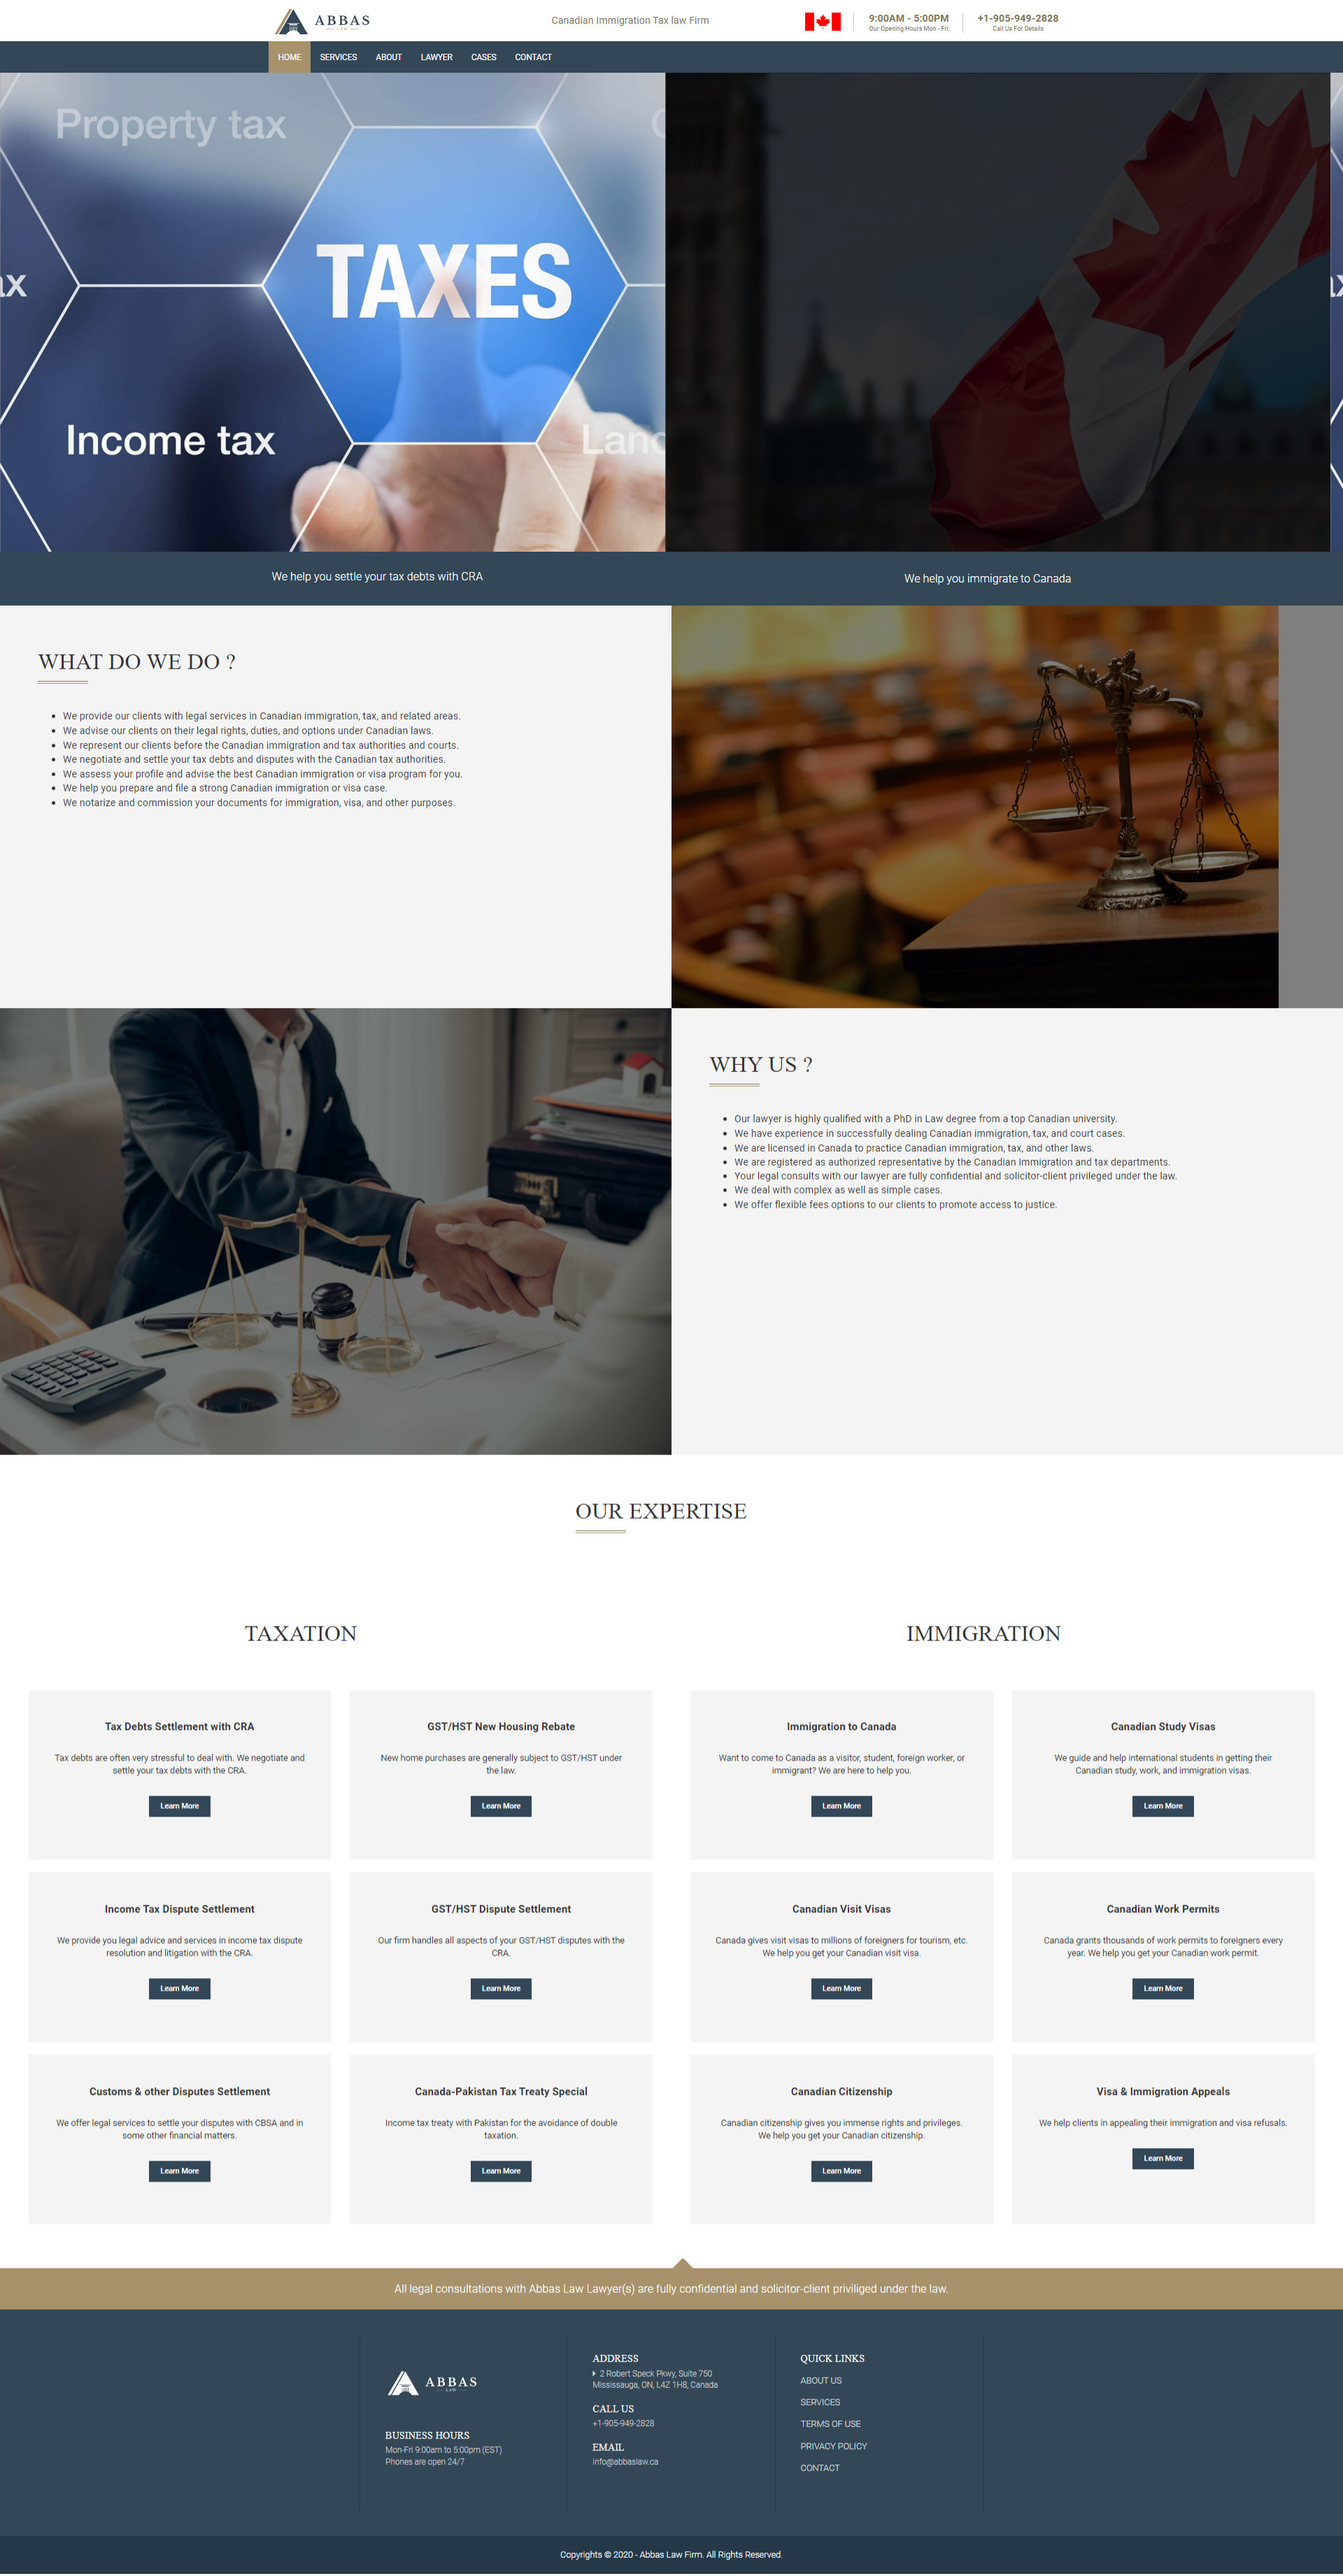 ABBAS
LAW
Canadian Immigration Tax law Firm
9:00AM - 5:00PM
Our Opening Hours Mon - Fri.
+1-905-949-2828
Call Us For Details
HOME SERVICES ABOUT LAWYER CASES CONTACT
Property tax
TAXES
Income tax
We help you settle your tax debts with CRA
We help you immigrate to Canada
WHAT DO WE DO ?
We provide our clients with legal services in Canadian immigration, tax, and related areas.
We advise our clients on their legal rights, duties, and options under Canadian laws.
We represent our clients before the Canadian immigration and tax authorities and courts.
We negotiate and settle your tax debts and disputes with the Canadian tax authorities.
We assess your profile and advise the best Canadian immigration or visa program for you.
We help you prepare and file a strong Canadian immigration or visa case.
We notarize and commission your documents for immigration, visa, and other purposes.
WHY US ?
Our lawyer is highly qualified with a PhD in Law degree from a top Canadian university.
We have experience in successfully dealing Canadian immigration, tax, and court cases.
We are licensed in Canada to practice Canadian immigration, tax, and other laws.
We are registered as authorized representative by the Canadian Immigration and tax departments.
Your legal consults with our lawyer are fully confidential and solicitor-client privileged under the law.
We deal with complex as well as simple cases.
We offer flexible fees options to our clients to promote access to justice.
OUR EXPERTISE
TAXATION
Tax Debts Settlement with CRA
Tax debts are often very stressful to deal with. We negotiate and
settle your tax debts with the CRA.
Learn More
GST/HST New Housing Rebate
New home purchases are generally subject to GST/HST under
the law.
Learn More
Income Tax Dispute Settlement
We provide you legal advice and services in income tax dispute
resolution and litigation with the CRA.
Learn More
GST/HST Dispute Settlement
Our firm handles all aspects of your GST/HST disputes with the
CRA.
Learn More
Customs & other Disputes Settlement
We offer legal services to settle your disputes with CBSA and in
some other financial matters.
Learn More
Canada-Pakistan Tax Treaty Special
Income tax treaty with Pakistan for the avoidance of double
taxation.
Learn More
IMMIGRATION
Immigration to Canada
Want to come to Canada as a visitor, student, foreign worker, or
immigrant? We are here to help you.
Learn More
Canadian Study Visas
We guide and help international students in getting their
Canadian study, work, and immigration visas.
Learn More
Canadian Visit Visas
Canada gives visit visas to millions of foreigners for tourism, etc.
We help you get your Canadian visit visa.
Learn More
Canadian Work Permits
Canada grants thousands of work permits to foreigners every
year. We help you get your Canadian work permit.
Learn More
Canadian Citizenship
Canadian citizenship gives you immense rights and privileges.
We help you get your Canadian citizenship.
Learn More
Visa & Immigration Appeals
We help clients in appealing their immigration and visa refusals.
Learn More
All legal consultations with Abbas Law Lawyer(s) are fully confidential and solicitor-client priviliged under the law.
ABBAS
LAW
BUSINESS HOURS
Mon-Fri 9:00am to 5:00pm (EST)
Phones are open 24/7
ADDRESS
2 Robert Speck Pkwy, Suite 750
Mississauga, ON, L4Z 1H8, Canada
CALL US
+1-905-949-2828
EMAIL
info@abbaslaw.ca
QUICK LINKS
ABOUT US
SERVICES
TERMS OF USE
PRIVACY POLICY
CONTACT
Copyrights © 2020 - Abbas Law Firm. All Rights Reserved.